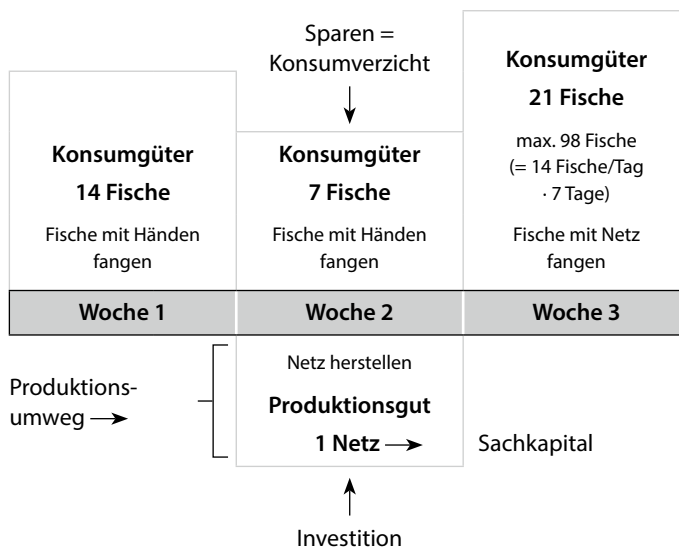 Sparen =
Konsumverzicht
Konsumgüter
14 Fische
Fische mit Händen
fangen
Konsumgüter
7 Fische
Fische mit Händen
fangen
Konsumgüter
21 Fische
max. 98 Fische
(= 14 Fische/Tag
· 7 Tage)
Fische mit Netz
fangen
Woche 1
Woche 2
Woche 3
Produktions-
umweg
Netz herstellen
Produktionsgut
1 Netz
Sachkapital
Investition